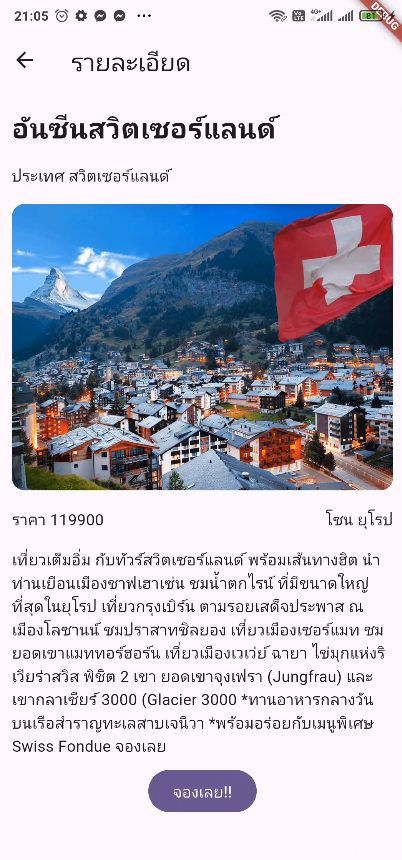 21:05
4G+
81
DEBUG
รายละเอียด
อันซีนสวิตเซอร์แลนด์
ประเทศ สวิตเซอร์แลนด์
ราคา 119900
โซน ยุโรป
เที่ยวเต็มอิ่ม กับทัวร์สวิตเซอร์แลนด์ พร้อมเส้นทางฮิต นำ
ท่านเยือนเมืองชาฟเฮาเซ่น ชมน้ำตกไรน์ ที่มีขนาดใหญ่
ที่สุดในยุโรป เที่ยวกรุงเบิร์น ตามรอยเสด็จประพาส ณ
เมืองโลซานน์ ชมปราสาทชิลยอง เที่ยวเมืองเซอร์แมท ชม
ยอดเขาแมททอร์ฮอร์น เที่ยวเมืองเวเว่ย์ ฉายา ไข่มุกแห่งริ
เวียร่าสวิส พิชิต 2 เขา ยอดเขาจุงเฟรา (Jungfrau) และ
เขากลาเซียร์ 3000 (Glacier 3000 *ทานอาหารกลางวัน
บนเรือสำราญทะเลสาบเจนิวา *พร้อมอร่อยกับเมนูพิเศษ
Swiss Fondue จองเลย
จองเลย!!